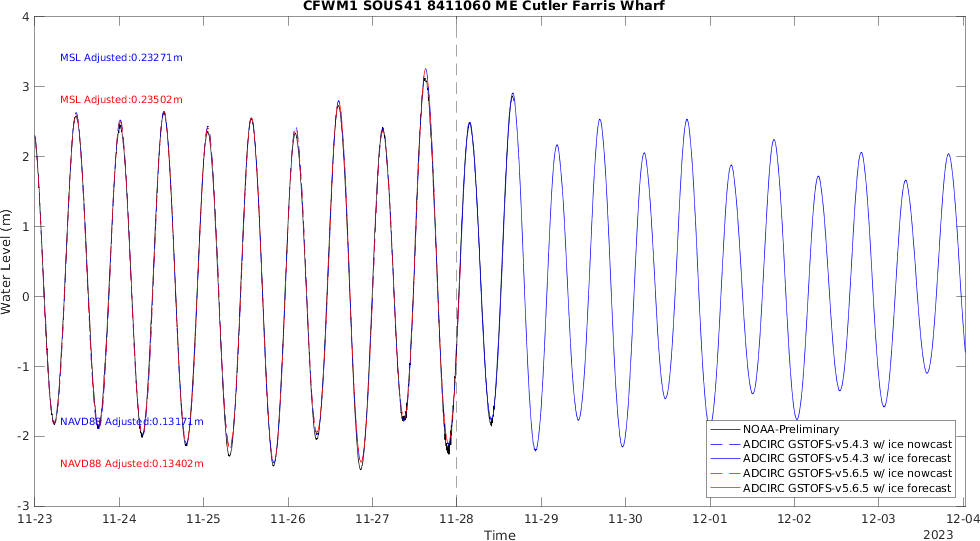 CFWM1 SOUS41 8411060 ME Cutler Farris Wharf
4
3
2
1
0
-1
-2
-3
Water Level (m)
MSL Adjusted:0.23271m
MSL Adjusted:0.23502m
NAVD88 Adjusted:0.13171m
NAVD88 Adjusted:0.13402m
NOAA-Preliminary
ADCIRC GSTOFS-v5.4.3 w/ ice nowcast
ADCIRC GSTOFS-v5.4.3 w/ ice forecast
ADCIRC GSTOFS-v5.6.5 w/ ice nowcast
ADCIRC GSTOFS-v5.6.5 w/ ice forecast
11-23 11-24 11-25 11-26 11-27 11-28 11-29 11-30 12-01 12-02 12-03 12-04
Time
2023